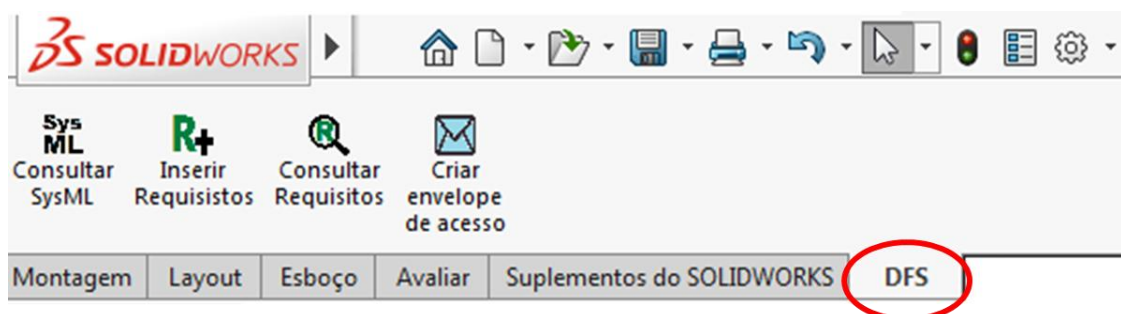 SOLIDWORKS
Sys
ML
Consultar
SysML
R+
Inserir
Requisistos
R
Consultar
Requisitos
Criar
envelope
de acesso
Montagem Layout Esboço Avaliar Suplementos do SOLIDWORKS DFS